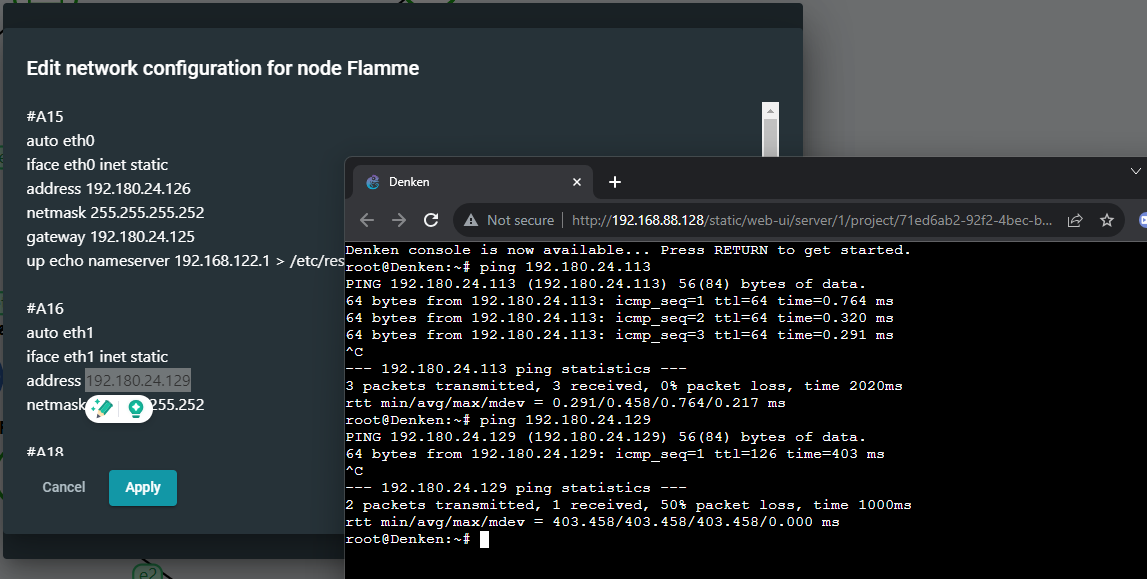 Edit network configuration for node Flamme
#A15
auto eth0
iface eth0 inet static
address 192.180.24.126
netmask 255.255.255.252
gateway 192.180.24.125
up echo nameserver 192.168.122.1 > /etc/res
#A16
auto eth1
iface eth1 inet static
address 192.180.24.129
netmask 255.252
#A18
Cancel
Apply
Denken
Not secure | http://192.168.88.128/static/web-ui/server/1/project/71ed6ab2-92f2-4bec-b...
Denken console is now available... Press RETURN to get started.
root@Denken:~# ping 192.180.24.113
PING 192.180.24.113 (192.180.24.113) 56(84) bytes of data.
64 bytes from 192.180.24.113: icmp_seq=1 ttl=64 time=0.764 ms
64 bytes from 192.180.24.113: icmp_seq=2 ttl=64 time=0.320 ms
64 bytes from 192.180.24.113: icmp_seq=3 ttl=64 time=0.291 ms
^C
--- 192.180.24.113 ping statistics ---
3 packets transmitted, 3 received, 0% packet loss, time 2020ms
rtt min/avg/max/mdev = 0.291/0.458/0.764/0.217 ms
root@Denken:~# ping 192.180.24.129
PING 192.180.24.129 (192.180.24.129) 56(84) bytes of data.
64 bytes from 192.180.24.129: icmp_seq=1 ttl=126 time=403 ms
^C
--- 192.180.24.129 ping statistics ---
2 packets transmitted, 1 received, 50% packet loss, time 1000ms
rtt min/avg/max/mdev = 403.458/403.458/403.458/0.000 ms
root@Denken:~#
e2